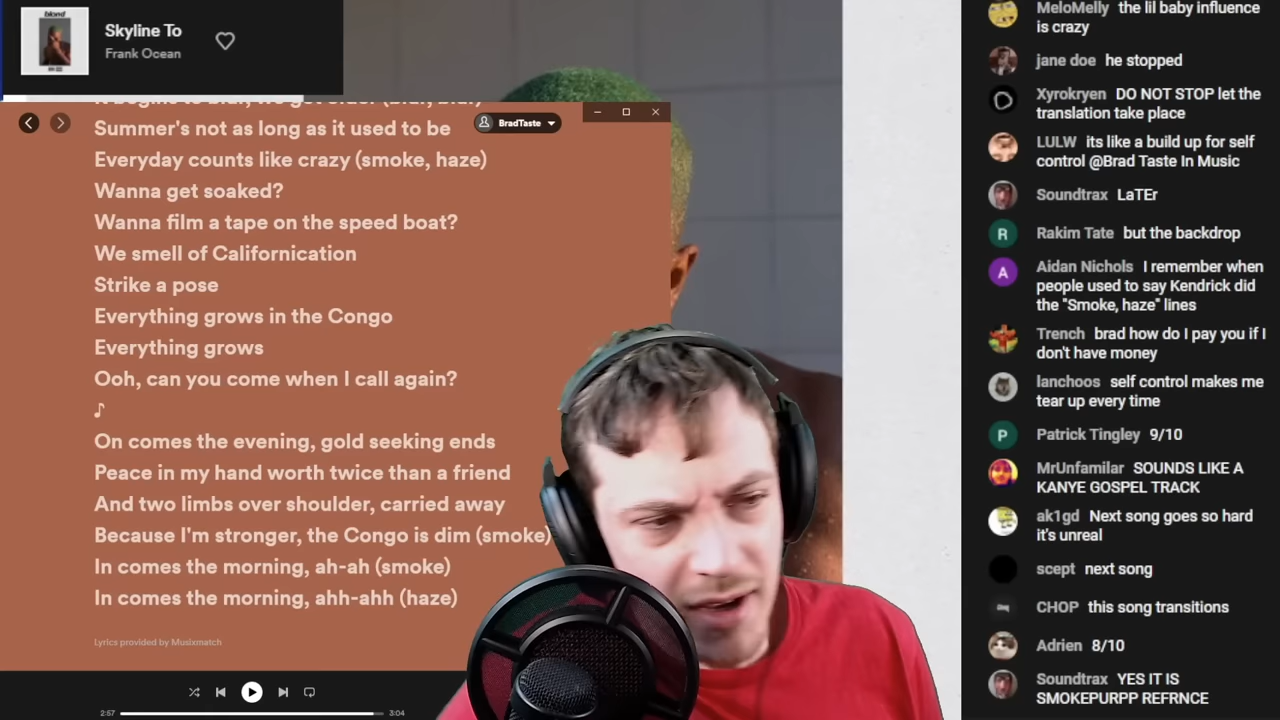 blond
Skyline To
Frank Ocean
It begins to blur, we get older (blur, blur)
BradTaste
Summer's not as long as it used to be
Everyday counts like crazy (smoke, haze)
Wanna get soaked?
Wanna film a tape on the speed boat?
We smell of Californication
Strike a pose
Everything grows in the Congo
Everything grows
Ooh, can you come when I call again?
♪
On comes the evening, gold seeking ends
Peace in my hand worth twice than a friend
And two limbs over shoulder, carried away
Because I'm stronger, the Congo is dim (smoke)
In comes the morning, ah-ah (smoke)
In comes the morning, ahh-ahh (haze)
Lyrics provided by Musixmatch
2:57
3:04
MeloMelly the lil baby influence
is crazy
jane doe he stopped
Xyrokryen DO NOT STOP let the
translation take place
LULW its like a build up for self
control @Brad Taste In Music
Soundtrax LaTEr
R
Rakim Tate but the backdrop
A
Aidan Nichols I remember when
people used to say Kendrick did
the "Smoke, haze" lines
Trench brad how do I pay you if I
don't have money
lanchoos self control makes me
tear up every time
P
Patrick Tingley 9/10
MrUnfamilar SOUNDS LIKE A
KANYE GOSPEL TRACK
ak1gd Next song goes so hard
it's unreal
scept next song
CHOP this song transitions
Adrien 8/10
Soundtrax YES IT IS
SMOKEPURPP REFRNCE